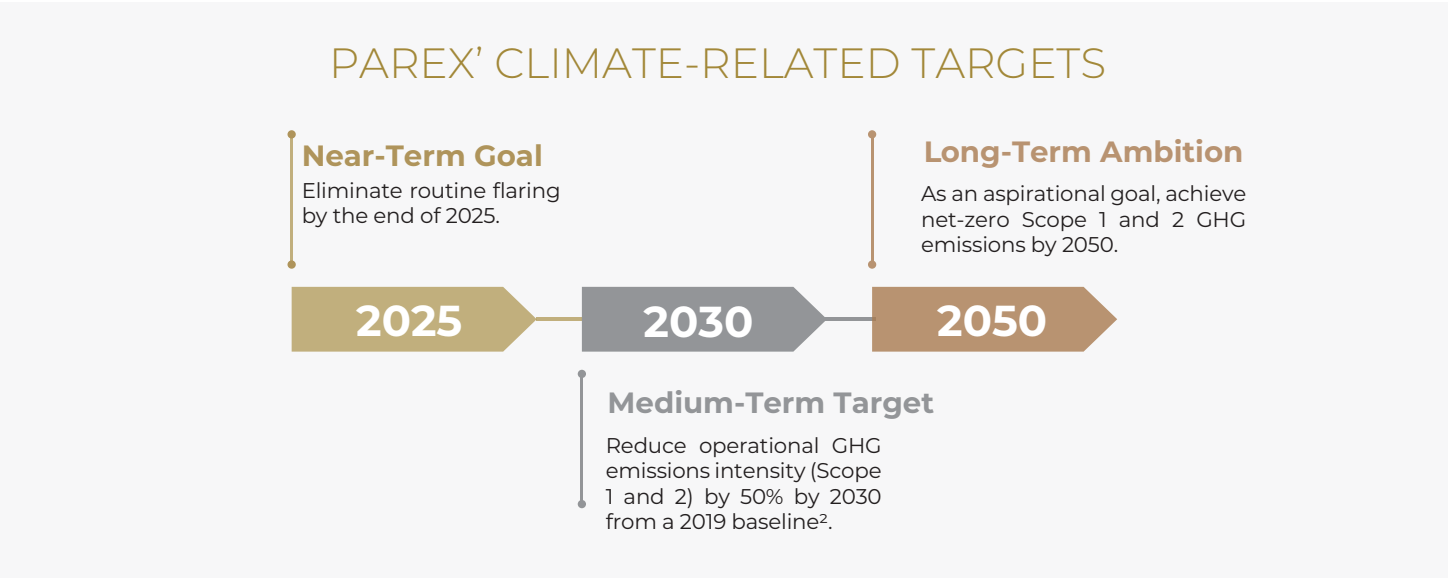 PAREX’ CLIMATE-RELATED TARGETS
Near-Term Goal
Eliminate routine flaring
by the end of 2025.
Long-Term Ambition
As an aspirational goal, achieve
net-zero Scope 1 and 2 GHG
emissions by 2050.
2025
2030
2050
Medium-Term Target
Reduce operational GHG
emissions intensity (Scope
1 and 2) by 50% by 2030
from a 2019 baseline².